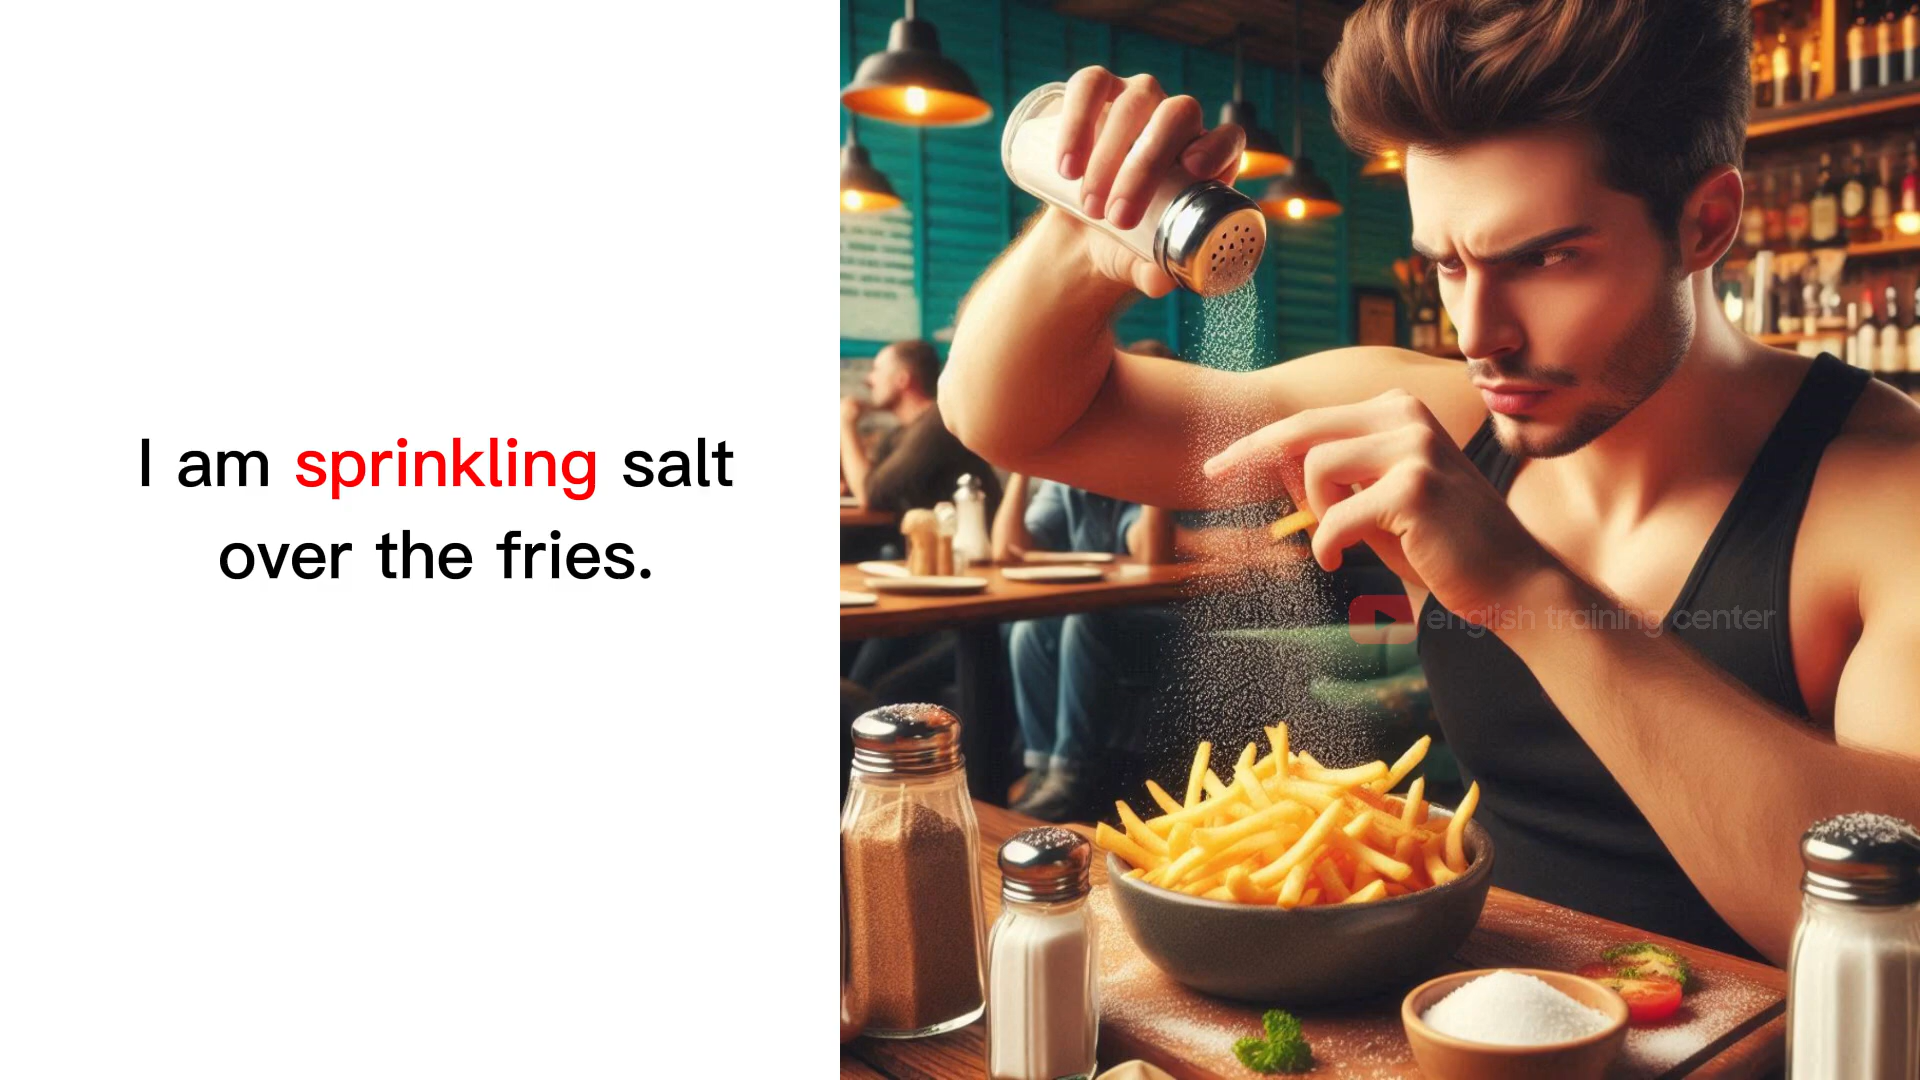 I am sprinkling salt
over the fries.
english training center